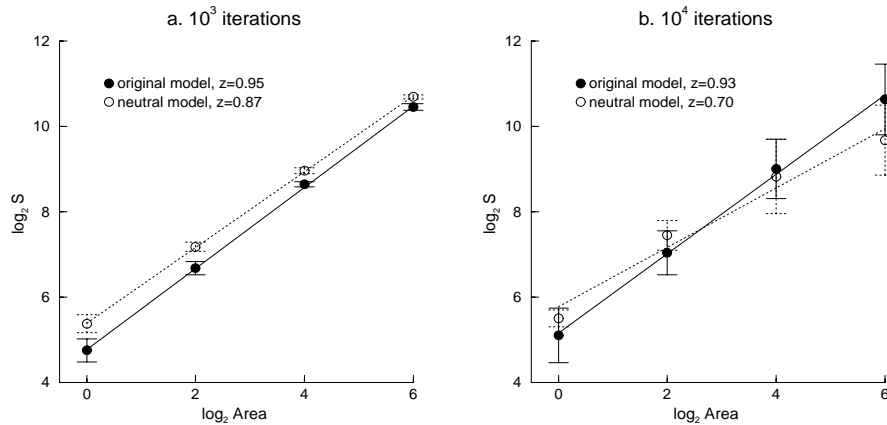 a. 10³ iterations
12
10
8
6
4
log₂ S
original model, z=0.95
neutral model, z=0.87
0 2 4 6
log₂ Area
b. 10⁴ iterations
12
10
8
6
4
log₂ S
original model, z=0.93
neutral model, z=0.70
0 2 4 6
log₂ Area